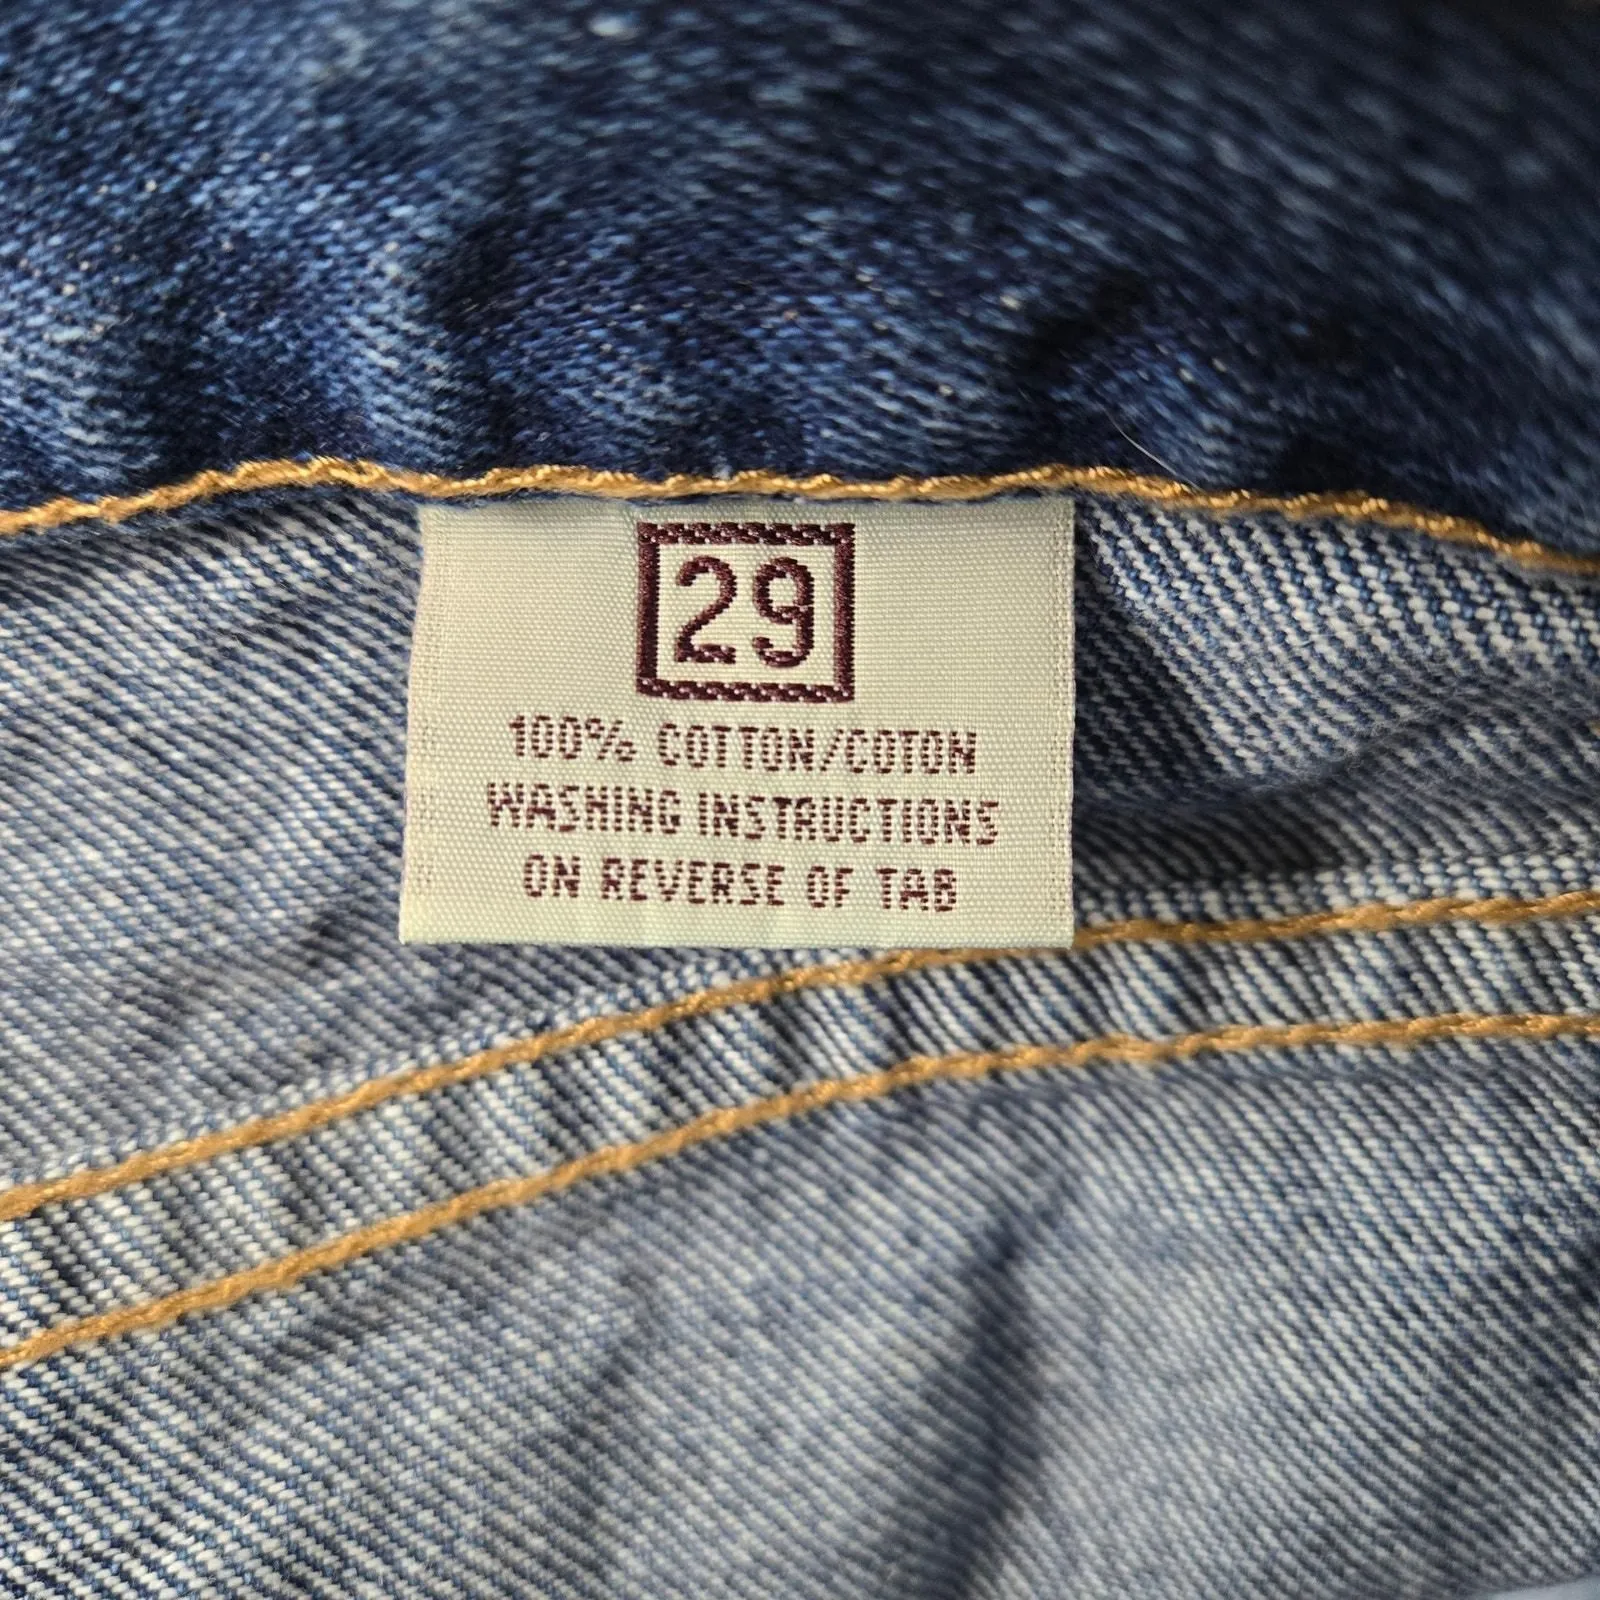 29
100% COTTON/COTON
WASHING INSTRUCTIONS
ON REVERSE OF TAB